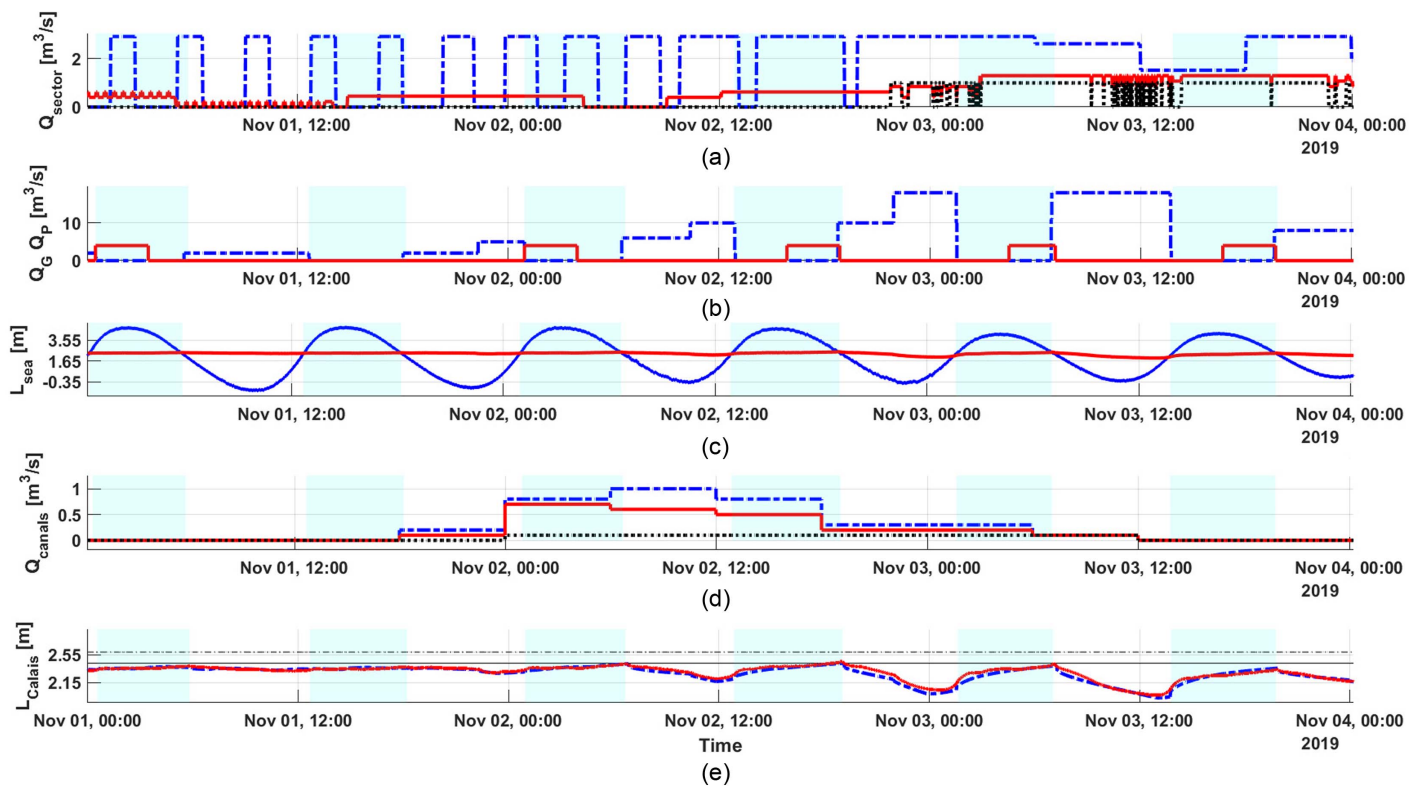 Q_sector [m^3/s]
2
0
Nov 01, 12:00 Nov 02, 00:00 Nov 02, 12:00 Nov 03, 00:00 Nov 03, 12:00 Nov 04, 00:00
2019
(a)
Q_G Q_P [m^3/s]
10
0
Nov 01, 12:00 Nov 02, 00:00 Nov 02, 12:00 Nov 03, 00:00 Nov 03, 12:00 Nov 04, 00:00
2019
(b)
L_sea [m]
3.55
1.65
-0.35
Nov 01, 12:00 Nov 02, 00:00 Nov 02, 12:00 Nov 03, 00:00 Nov 03, 12:00 Nov 04, 00:00
2019
(c)
Q_canals [m^3/s]
1
0.5
0
Nov 01, 12:00 Nov 02, 00:00 Nov 02, 12:00 Nov 03, 00:00 Nov 03, 12:00 Nov 04, 00:00
2019
(d)
L_Calais [m]
2.55
2.15
Nov 01, 00:00 Nov 01, 12:00 Nov 02, 00:00 Nov 02, 12:00 Nov 03, 00:00 Nov 03, 12:00 Nov 04, 00:00
Time 2019
(e)